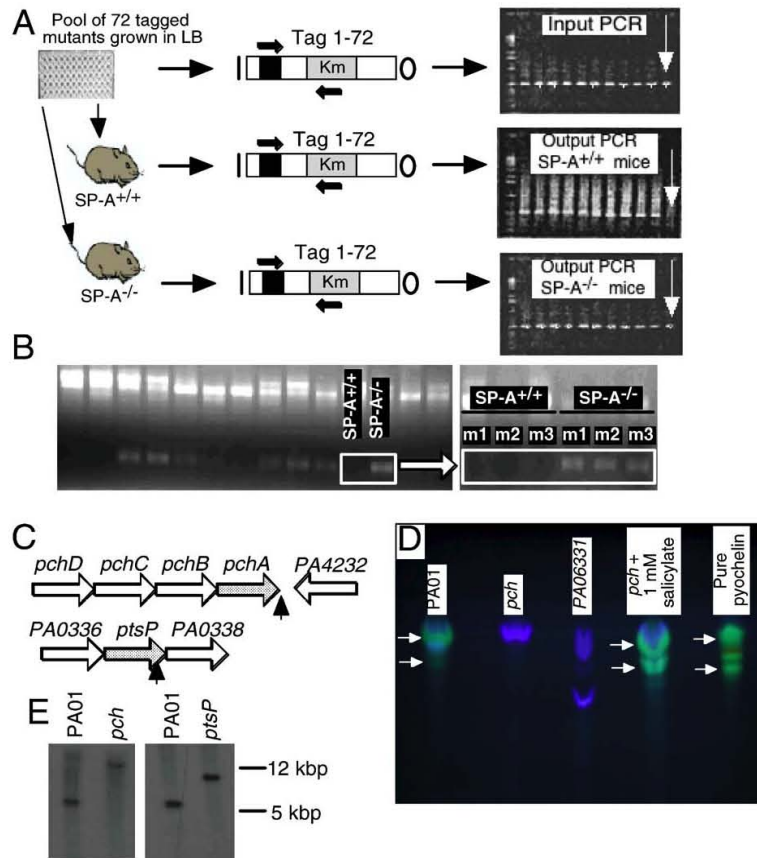 A
Pool of 72 tagged
mutants grown in LB
Tag 1-72
Km
Input PCR
SP-A+/+
Tag 1-72
Km
Output PCR
SP-A+/+ mice
SP-A-/-
Tag 1-72
Km
Output PCR
SP-A-/- mice
B
SP-A+/+
SP-A-/-
SP-A+/+ SP-A-/-
m1 m2 m3 m1 m2 m3
C
pchD pchC pchB pchA PA4232
PA0336 ptsP PA0338
D
PA01
pch
PA06331
pch +
1 mM
salicylate
Pure
pyochelin
E
PA01 pch PA01 ptsP
12 kbp
5 kbp